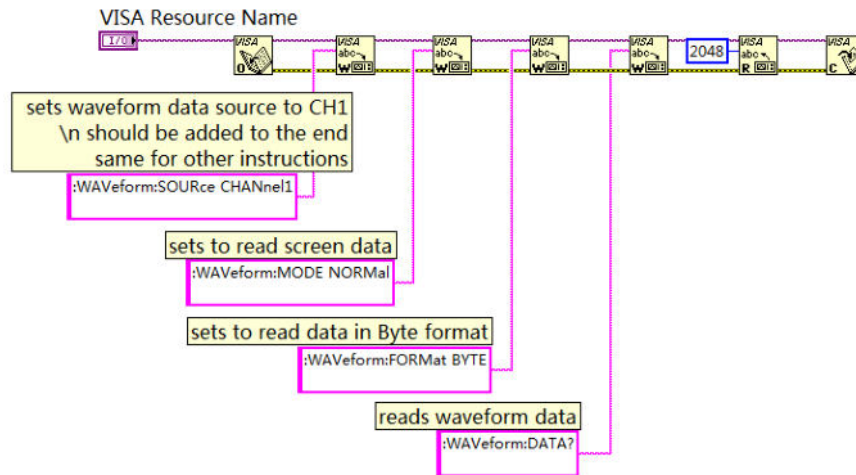 VISA Resource Name
I/O
VISA
O
VISA
abc
W
VISA
abc
W
VISA
abc
W
VISA
abc
W
2048
VISA
abc
R
VISA
C
sets waveform data source to CH1
\n should be added to the end
same for other instructions
:WAVeform:SOURce CHANnel1
sets to read screen data
:WAVeform:MODE NORMal
sets to read data in Byte format
:WAVeform:FORMat BYTE
reads waveform data
:WAVeform:DATA?